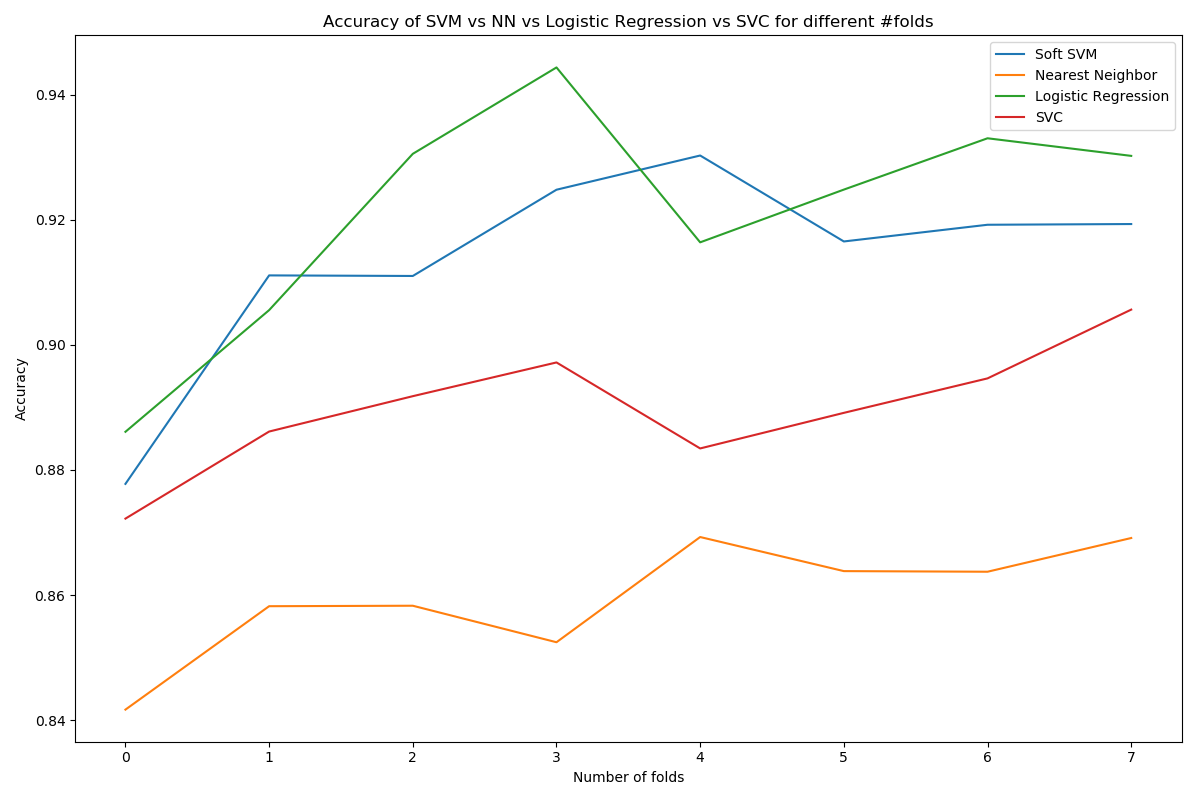 Accuracy of SVM vs NN vs Logistic Regression vs SVC for different #folds
Soft SVM
Nearest Neighbor
Logistic Regression
SVC
0.94
0.92
0.90
0.88
0.86
0.84
Accuracy
0 1 2 3 4 5 6 7
Number of folds